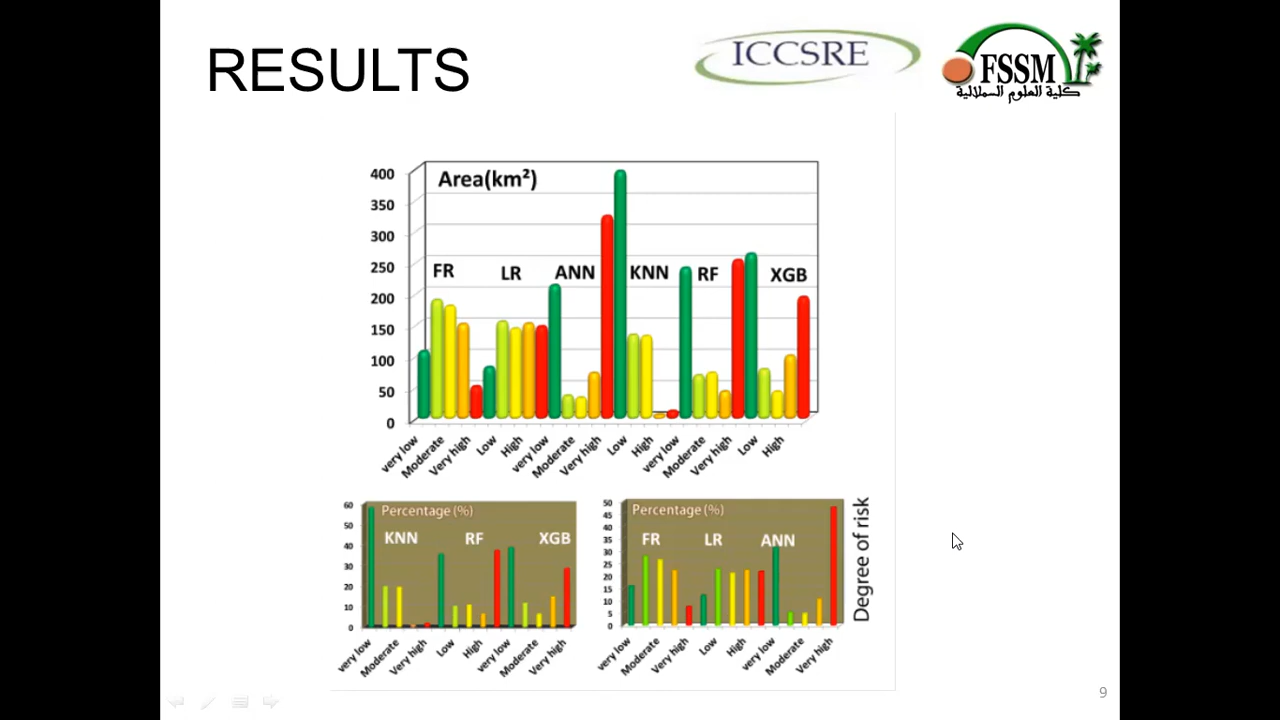 RESULTS
ICCSRE
FSSM
كلية العلوم السملالية
Area(km²)
400
350
300
250
200
150
100
50
0
FR LR ANN KNN RF XGB
very low Moderate Very high Low High very low Moderate Very high Low High very low Moderate Very high Low High
Percentage (%)
60
50
40
30
20
10
0
KNN RF XGB
very low Moderate Very high Low High very low Moderate Very high
Percentage (%)
50
45
40
35
30
25
20
15
10
5
0
FR LR ANN
very low Moderate Very high Low High very low Moderate Very high
Degree of risk
9